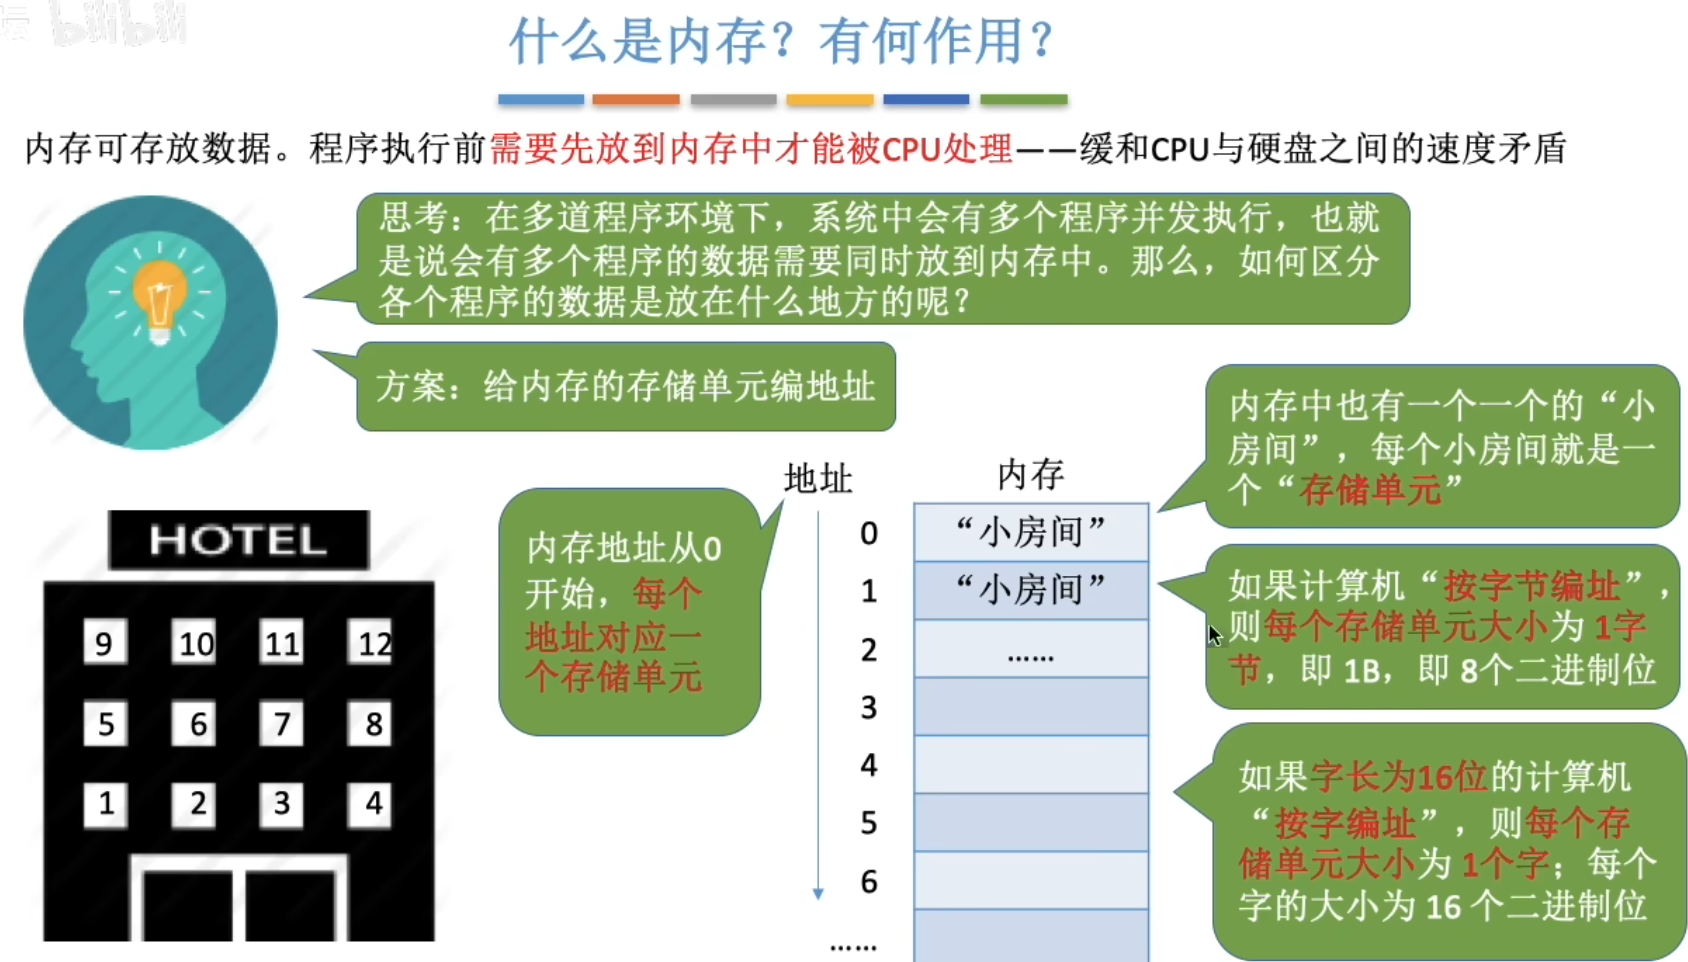 bilibili
什么是内存？有何作用？
内存可存放数据。程序执行前需要先放到内存中才能被CPU处理——缓和CPU与硬盘之间的速度矛盾
思考：在多道程序环境下，系统中会有多个程序并发执行，也就
是说会有多个程序的数据需要同时放到内存中。那么，如何区分
各个程序的数据是放在什么地方的呢？
方案：给内存的存储单元编地址
HOTEL
9 10 11 12
5 6 7 8
1 2 3 4
内存地址从0
开始，每个
地址对应一
个存储单元
地址
内存
0 “小房间”
1 “小房间”
2 ……
3
4
5
6
……
内存中也有一个一个的“小
房间”，每个小房间就是一
个“存储单元”
如果计算机“按字节编址”，
则每个存储单元大小为 1字
节，即 1B，即 8个二进制位
如果字长为16位的计算机
“按字编址”，则每个存
储单元大小为 1个字；每个
字的大小为 16 个二进制位